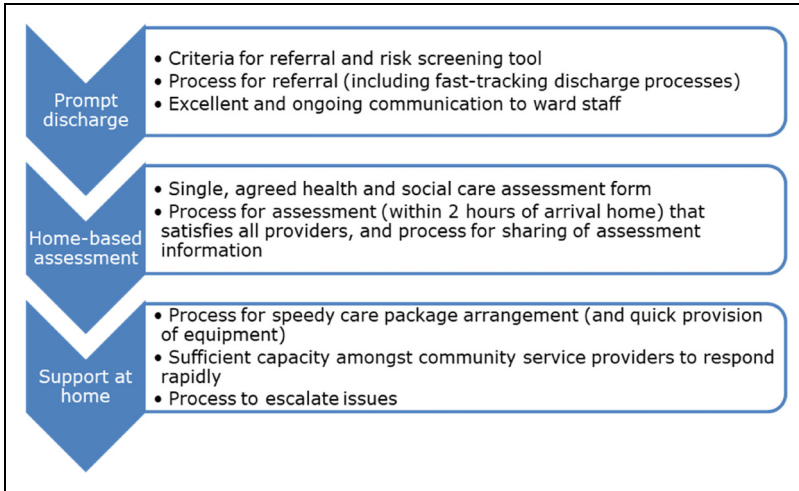 Prompt
discharge
• Criteria for referral and risk screening tool
• Process for referral (including fast-tracking discharge processes)
• Excellent and ongoing communication to ward staff
Home-based
assessment
• Single, agreed health and social care assessment form
• Process for assessment (within 2 hours of arrival home) that
satisfies all providers, and process for sharing of assessment
information
Support at
home
• Process for speedy care package arrangement (and quick provision
of equipment)
• Sufficient capacity amongst community service providers to respond
rapidly
• Process to escalate issues